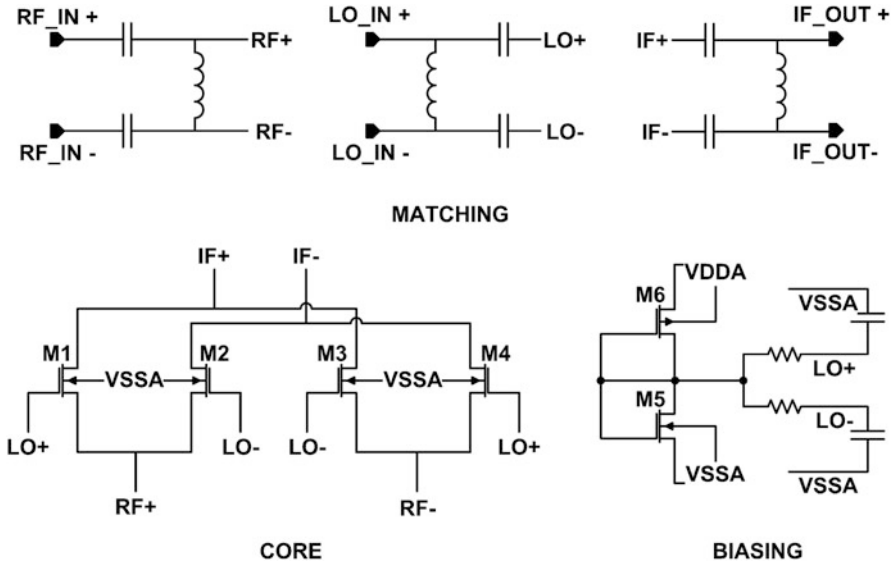 RF_IN +
RF+
RF_IN -
RF-
LO_IN +
LO+
LO_IN -
LO-
IF+
IF_OUT +
IF-
IF_OUT-
MATCHING
IF+
IF-
M1
VSSA
M2
M3
VSSA
M4
LO+
LO-
LO-
LO+
RF+
RF-
CORE
VDDA
M6
VSSA
LO+
M5
LO-
VSSA
VSSA
BIASING